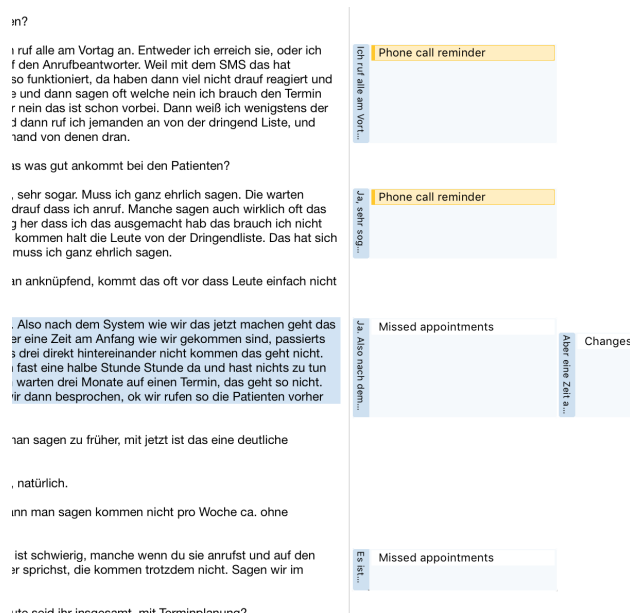 en?
ruf alle am Vortag an. Entweder ich erreich sie, oder ich
f den Anrufbeantworter. Weil mit dem SMS das hat
so funktioniert, da haben dann viel nicht drauf reagiert und
e und dann sagen oft welche nein ich brauch den Termin
r nein das ist schon vorbei. Dann weiß ich wenigstens der
d dann ruf ich jemanden an von der dringend Liste, und
nand von denen dran.
Ich ruf alle am Vort...
Phone call reminder
as was gut ankommt bei den Patienten?
, sehr sogar. Muss ich ganz ehrlich sagen. Die warten
drauf dass ich anruf. Manche sagen auch wirklich oft das
g her dass ich das ausgemacht hab das brauch ich nicht
kommen halt die Leute von der Dringendliste. Das hat sich
muss ich ganz ehrlich sagen.
Ja, sehr sog...
Phone call reminder
an anknüpfend, kommt das oft vor dass Leute einfach nicht
. Also nach dem System wie wir das jetzt machen geht das
er eine Zeit am Anfang wie wir gekommen sind, passierts
s drei direkt hintereinander nicht kommen das geht nicht.
fast eine halbe Stunde Stunde da und hast nichts zu tun
warten drei Monate auf einen Termin, das geht so nicht.
vir dann besprochen, ok wir rufen so die Patienten vorher
Ja. Also nach dem...
Missed appointments
Aber eine Zeit a...
Changes
nan sagen zu früher, mit jetzt ist das eine deutliche
, natürlich.
ann man sagen kommen nicht pro Woche ca. ohne
ist schwierig, manche wenn du sie anrufst und auf den
er sprichst, die kommen trotzdem nicht. Sagen wir im
Es ist...
Missed appointments
ute seid ihr insgesamt, mit Terminplanung?